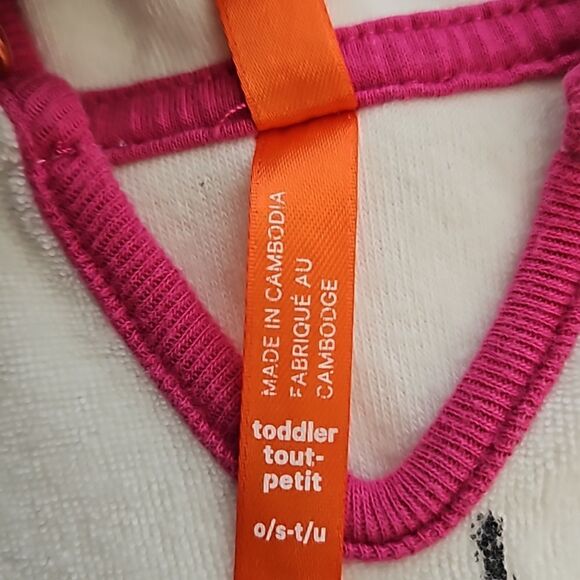 MADE IN CAMBODIA
FABRIQUÉ AU
CAMBODGE
toddler
tout-
petit
o/s-t/u